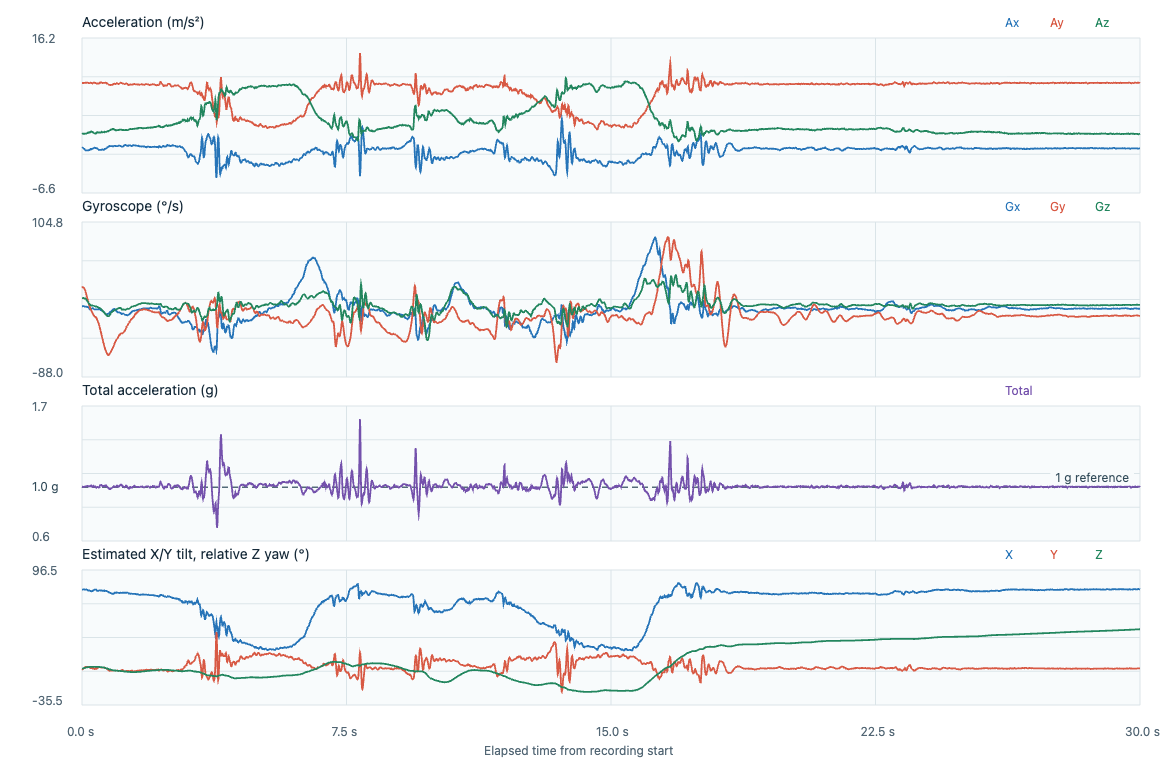 Acceleration (m/s²) Ax Ay Az
16.2
-6.6
Gyroscope (°/s) Gx Gy Gz
104.8
-88.0
Total acceleration (g) Total
1.7
1.0 g
1 g reference
0.6
Estimated X/Y tilt, relative Z yaw (°) X Y Z
96.5
-35.5
0.0 s 7.5 s 15.0 s 22.5 s 30.0 s
Elapsed time from recording start